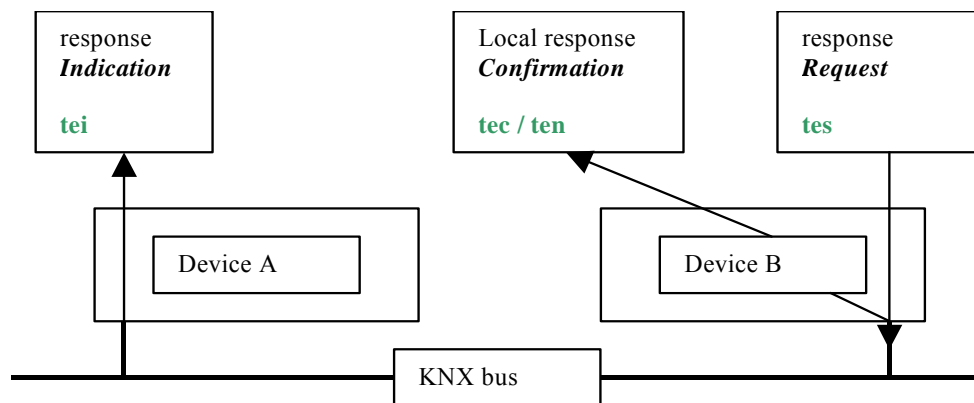 response
Indication
tei
Local response
Confirmation
tec / ten
response
Request
tes
Device A
Device B
KNX bus